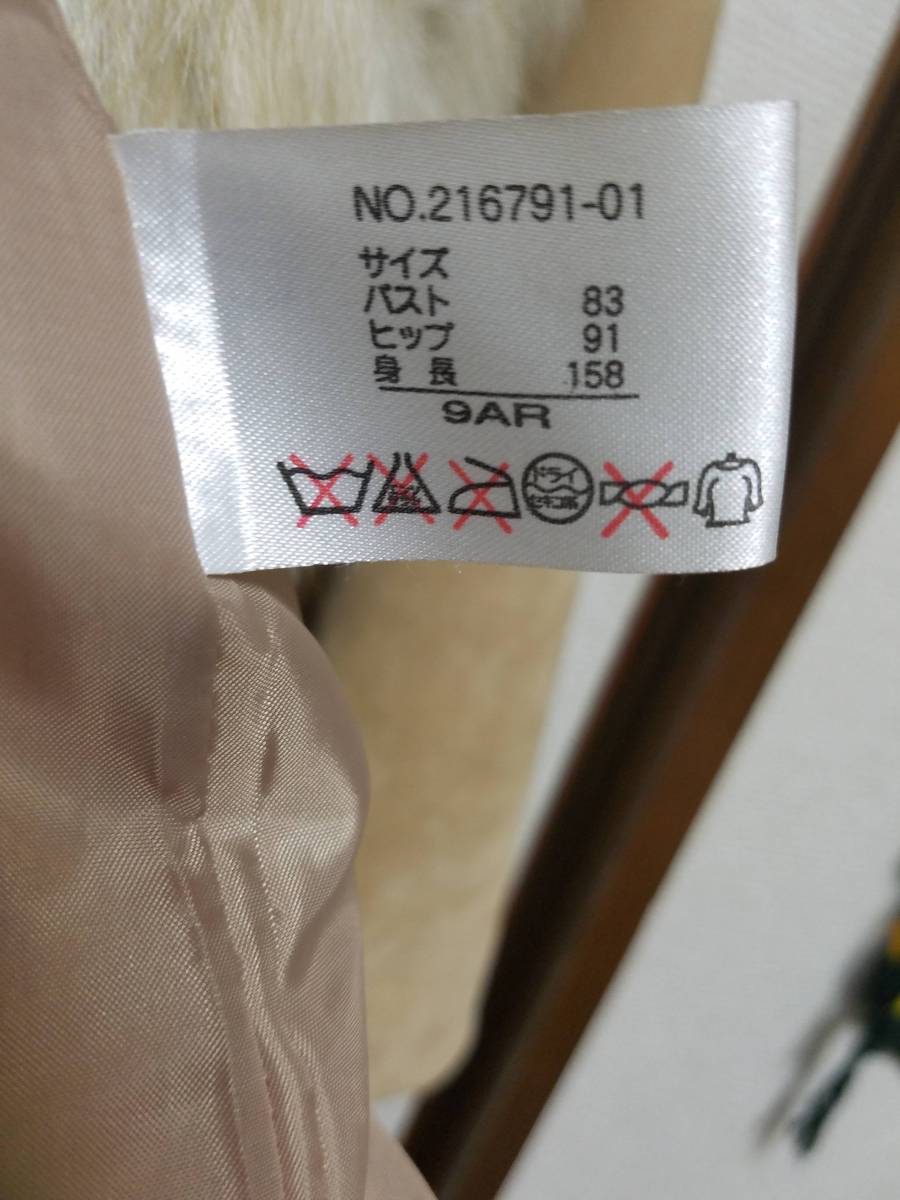 NO.216791-01
サイズ
バスト 83
ヒップ 91
身長 158
9AR
ドライ
セキユ系